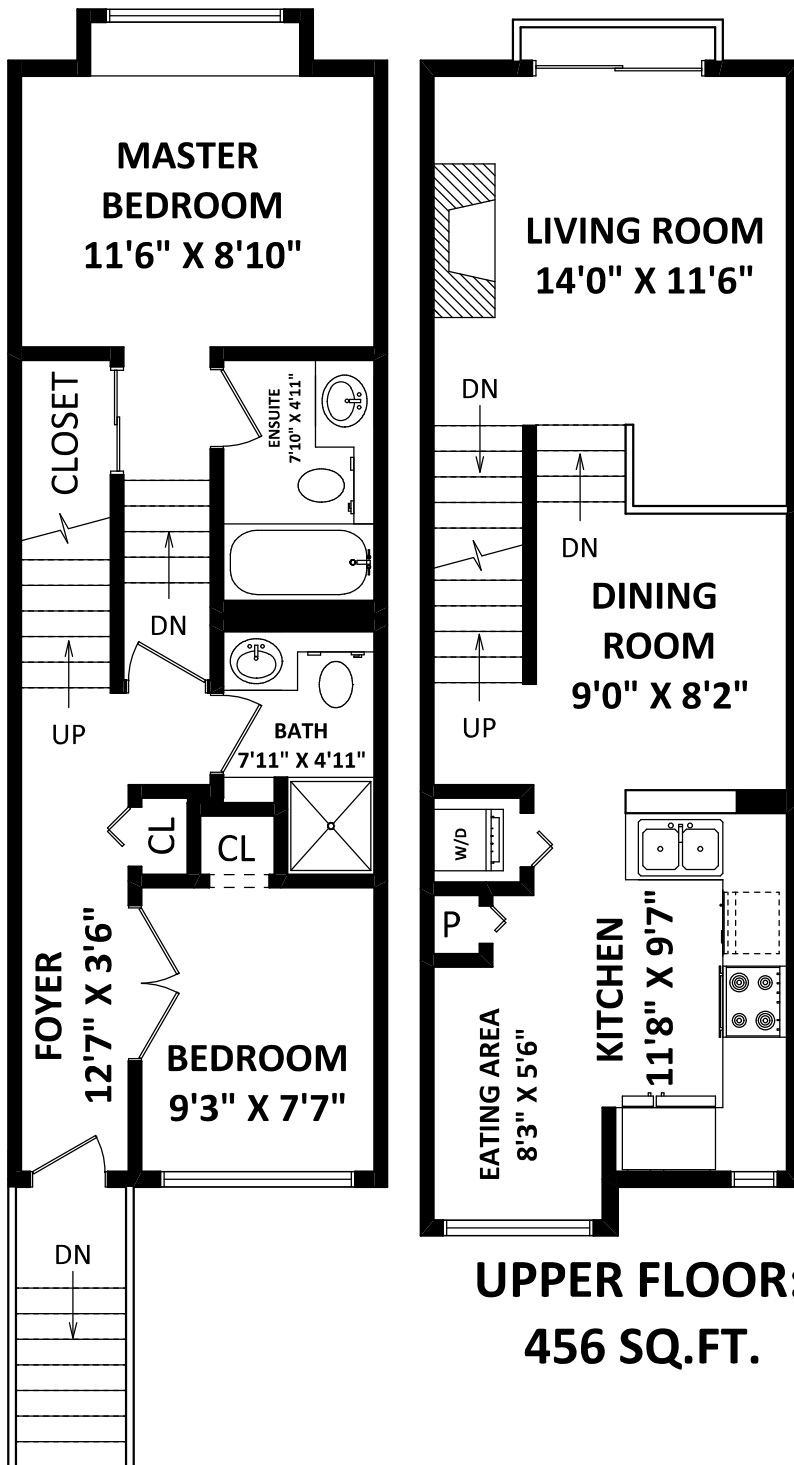 MASTER
BEDROOM
11'6" X 8'10"
CLOSET
ENSUITE
7'10" X 4'11"
DN
UP
BATH
7'11" X 4'11"
CL
CL
FOYER
12'7" X 3'6"
BEDROOM
9'3" X 7'7"
DN
LIVING ROOM
14'0" X 11'6"
DN
DN
DINING
ROOM
9'0" X 8'2"
UP
W/D
P
KITCHEN
11'8" X 9'7"
EATING AREA
8'3" X 5'6"
UPPER FLOOR:
456 SQ.FT.